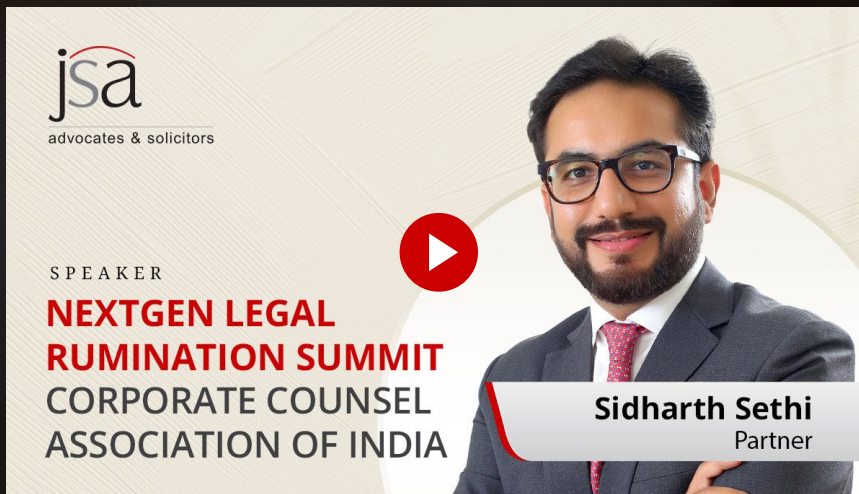 jsa
advocates & solicitors
SPEAKER
NEXTGEN LEGAL
RUMINATION SUMMIT
CORPORATE COUNSEL
ASSOCIATION OF INDIA
Sidharth Sethi
Partner